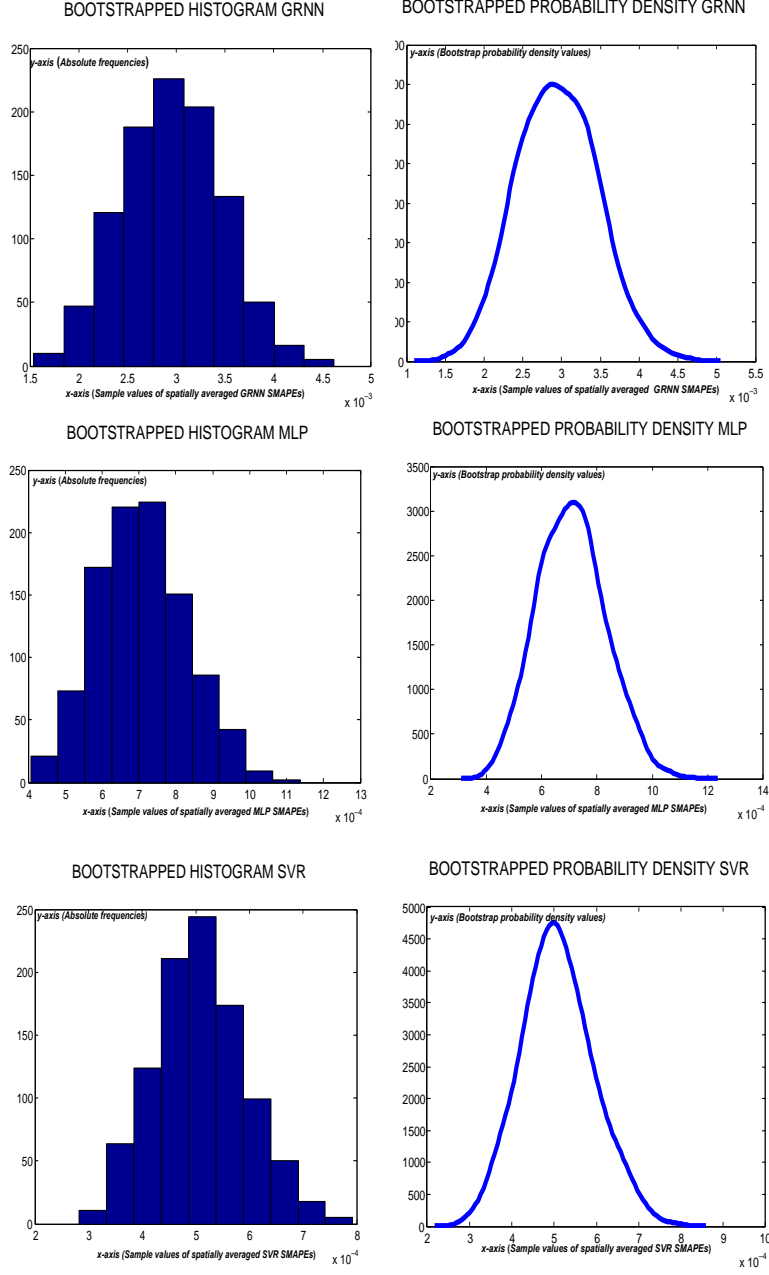 BOOTSTRAPPED HISTOGRAM GRNN
y-axis (Absolute frequencies)
250
200
150
100
50
0
1.5 2 2.5 3 3.5 4 4.5 5
x-axis (Sample values of spatially averaged GRNN SMAPEs)
x 10⁻³
BOOTSTRAPPED PROBABILITY DENSITY GRNN
y-axis (Bootstrap probability density values)
00
00
00
00
00
00
0
1 1.5 2 2.5 3 3.5 4 4.5 5 5.5
x-axis (Sample values of spatially averaged GRNN SMAPEs)
x 10⁻³
BOOTSTRAPPED HISTOGRAM MLP
y-axis (Absolute frequencies)
250
200
150
100
50
0
4 5 6 7 8 9 10 11 12 13
x-axis (Sample values of spatially averaged MLP SMAPEs)
x 10⁻⁴
BOOTSTRAPPED PROBABILITY DENSITY MLP
y-axis (Bootstrap probability density values)
3500
3000
2500
2000
1500
1000
500
0
2 4 6 8 10 12 14
x-axis (Sample values of spatially averaged MLP SMAPEs)
x 10⁻⁴
BOOTSTRAPPED HISTOGRAM SVR
y-axis (Absolute frequencies)
250
200
150
100
50
0
2 3 4 5 6 7 8
x-axis (Sample values of spatially averaged SVR SMAPEs)
x 10⁻⁴
BOOTSTRAPPED PROBABILITY DENSITY SVR
y-axis (Bootstrap probability density values)
5000
4500
4000
3500
3000
2500
2000
1500
1000
500
0
2 3 4 5 6 7 8 9 10
x-axis (Sample values of spatially averaged SVR SMAPEs)
x 10⁻⁴